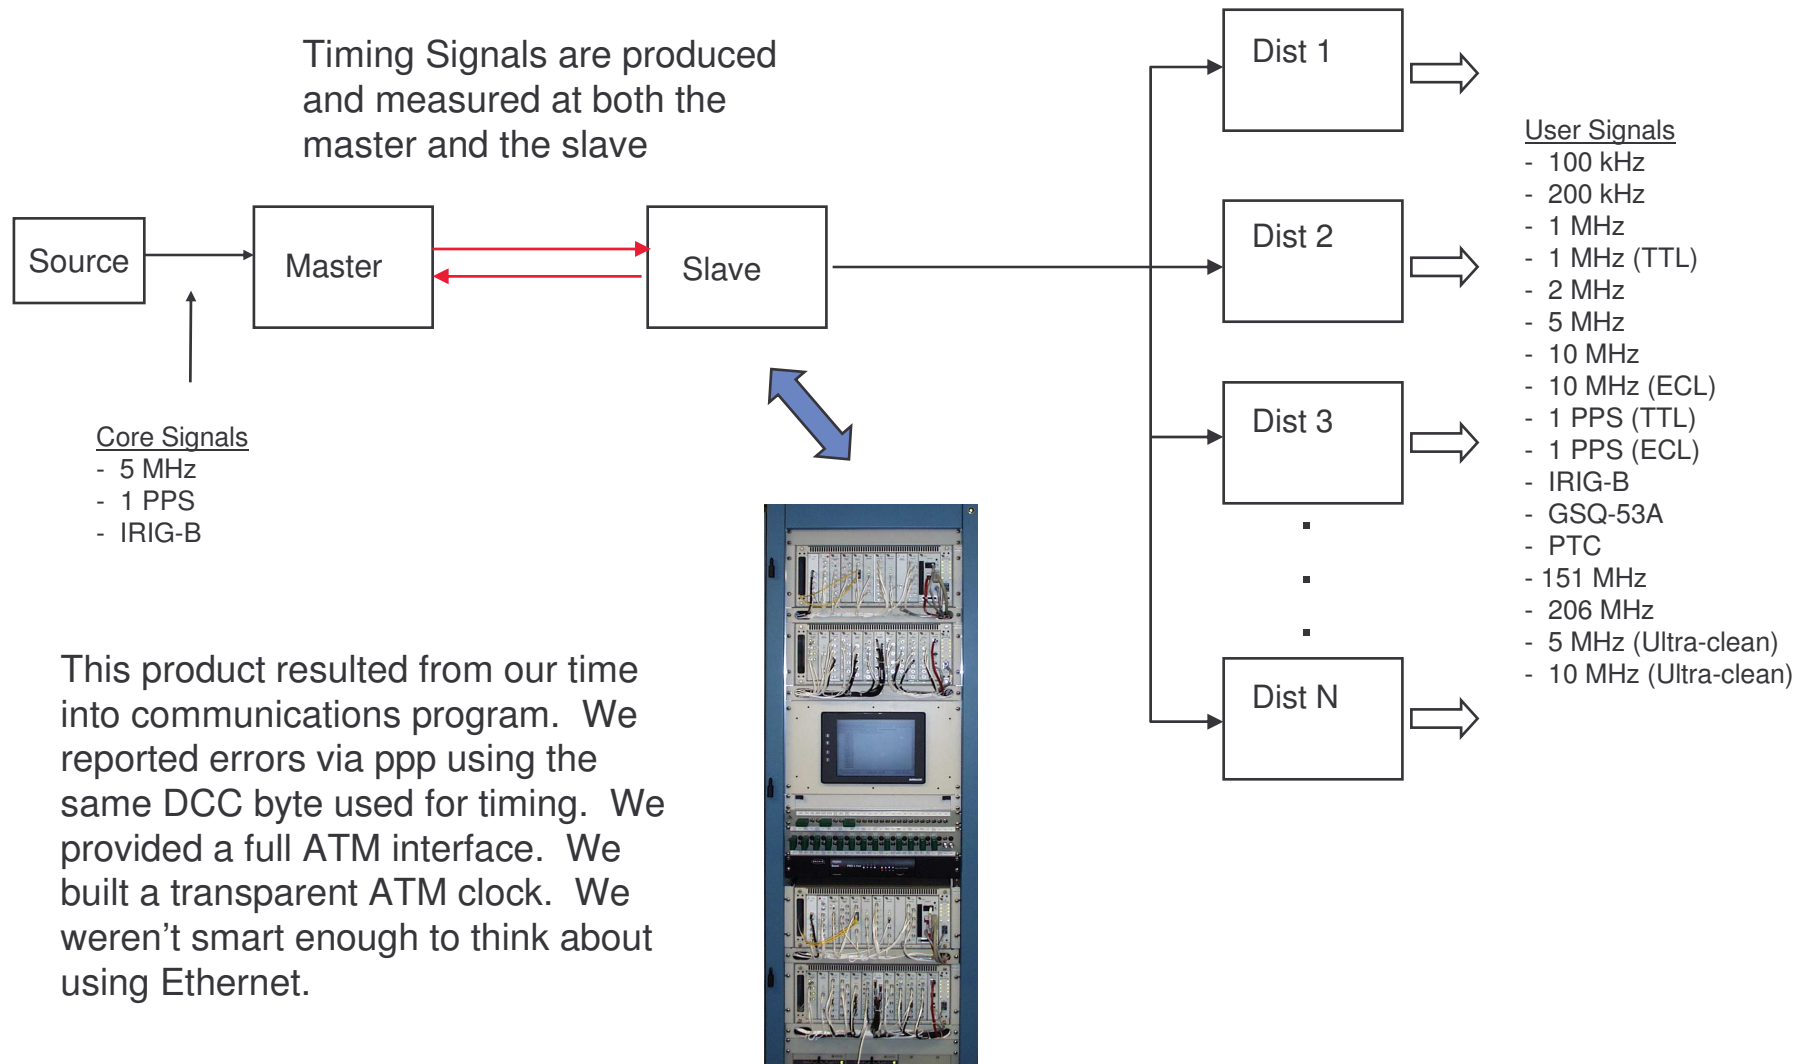 Timing Signals are produced
and measured at both the
master and the slave
Source
Master
Slave
Core Signals
- 5 MHz
- 1 PPS
- IRIG-B
This product resulted from our time
into communications program. We
reported errors via ppp using the
same DCC byte used for timing. We
provided a full ATM interface. We
built a transparent ATM clock. We
weren't smart enough to think about
using Ethernet.
Dist 1
Dist 2
Dist 3
Dist N
User Signals
- 100 kHz
- 200 kHz
- 1 MHz
- 1 MHz (TTL)
- 2 MHz
- 5 MHz
- 10 MHz
- 10 MHz (ECL)
- 1 PPS (TTL)
- 1 PPS (ECL)
- IRIG-B
- GSQ-53A
- PTC
- 151 MHz
- 206 MHz
- 5 MHz (Ultra-clean)
- 10 MHz (Ultra-clean)